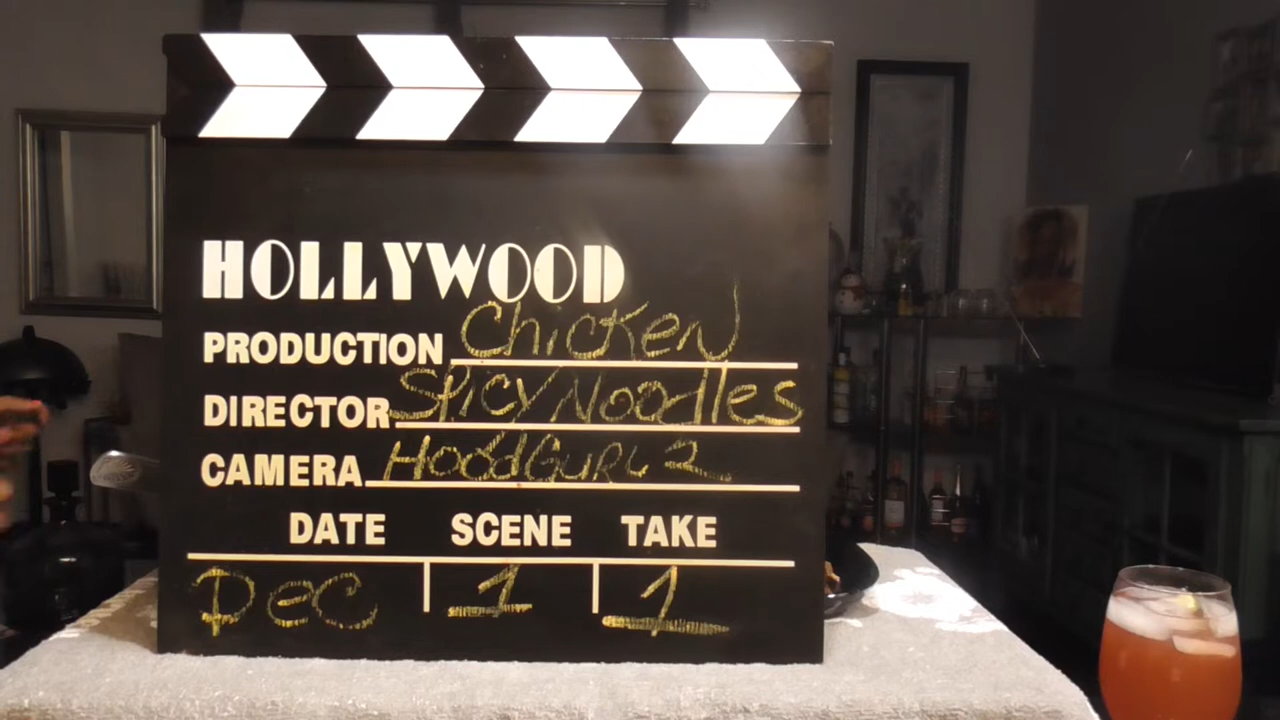 HOLLYWOOD
PRODUCTION Chicken
DIRECTOR Spicy Noodles
CAMERA HoodGurl 2
DATE SCENE TAKE
Dec 1 1